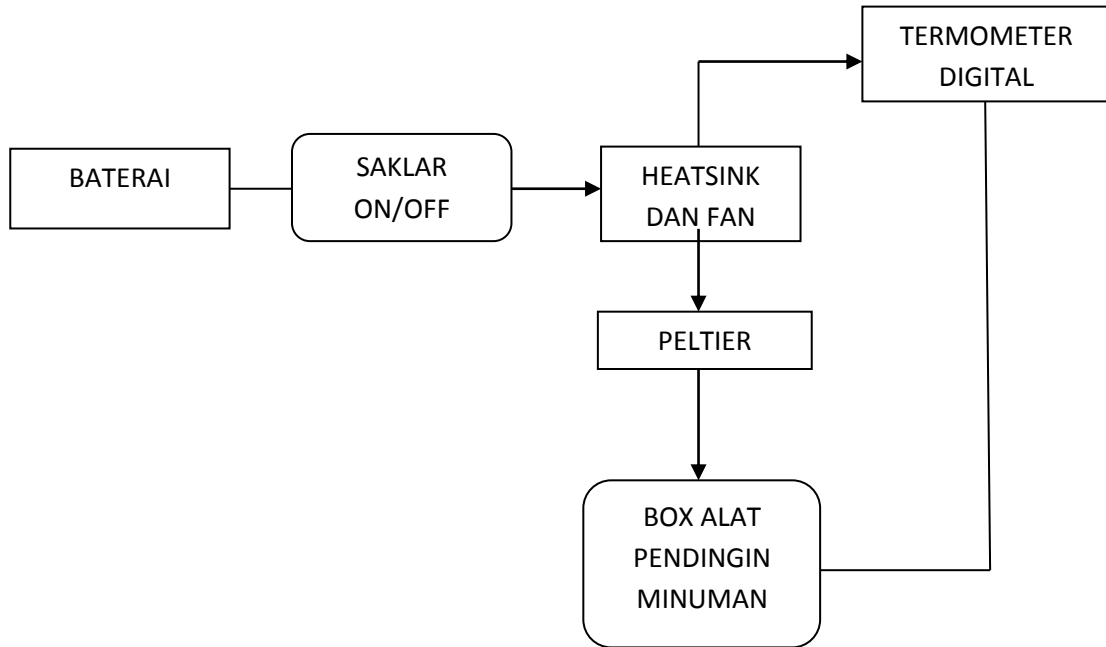 TERMOMETER
DIGITAL
BATERAI
SAKLAR
ON/OFF
HEATSINK
DAN FAN
PELTIER
BOX ALAT
PENDINGIN
MINUMAN